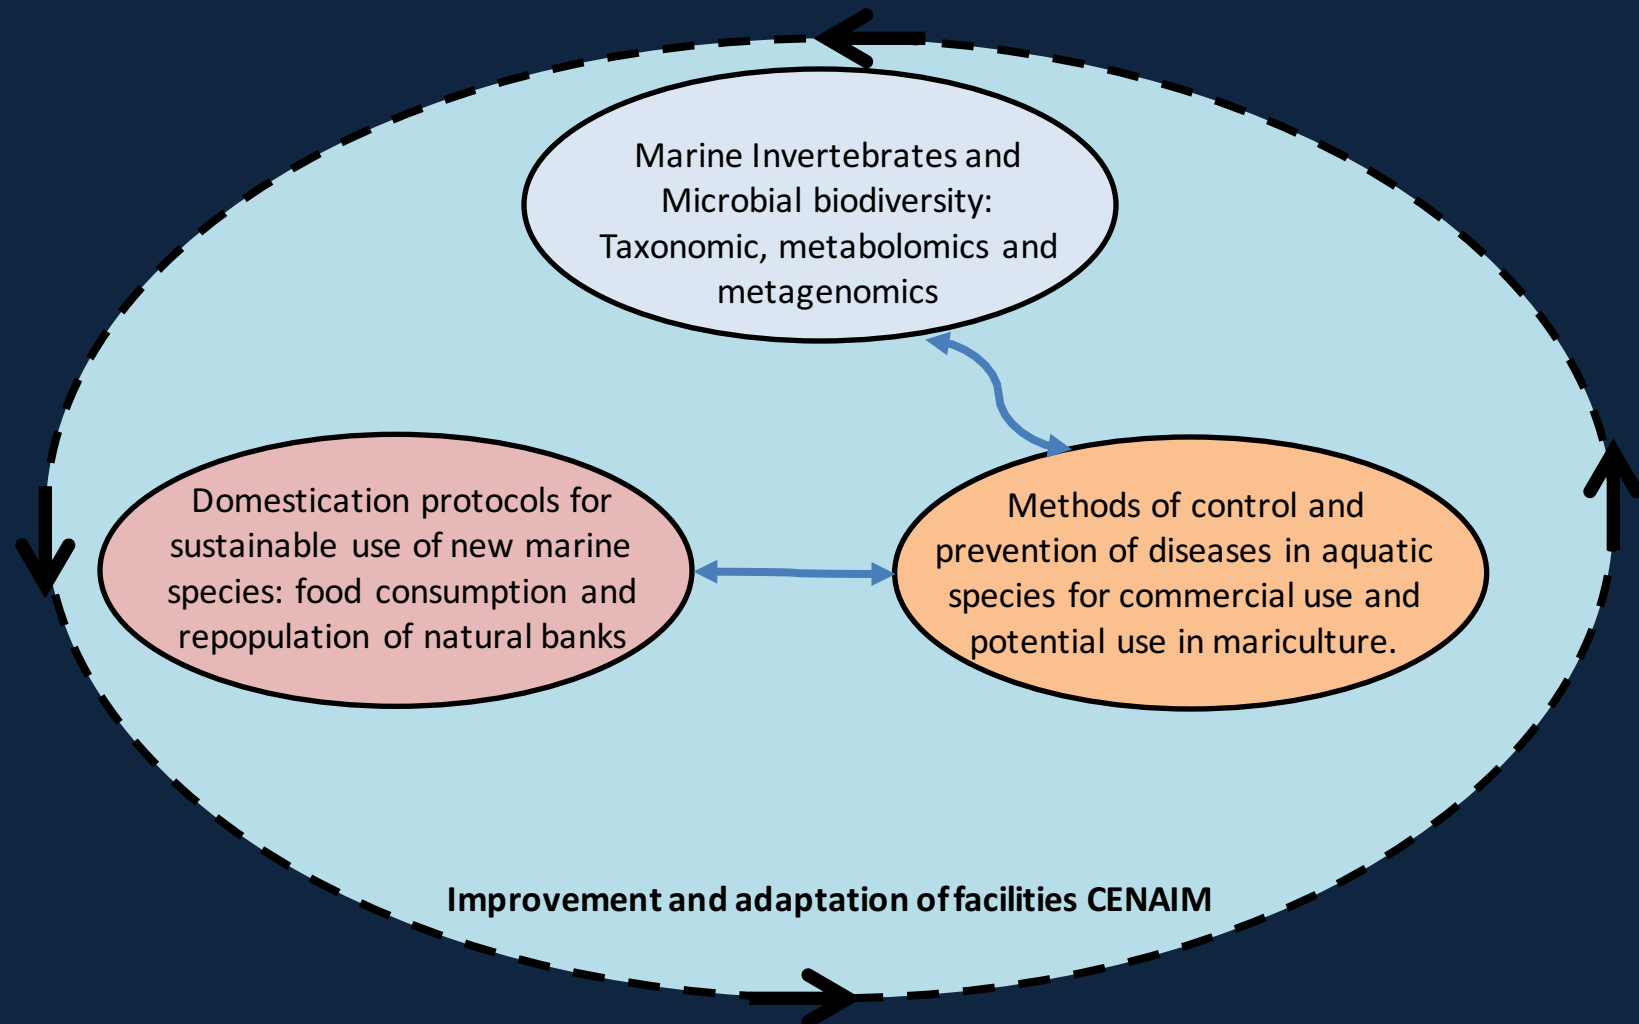 Marine Invertebrates and
Microbial biodiversity:
Taxonomic, metabolomics and
metagenomics
Domestication protocols for
sustainable use of new marine
species: food consumption and
repopulation of natural banks
Methods of control and
prevention of diseases in aquatic
species for commercial use and
potential use in mariculture.
Improvement and adaptation of facilities CENAIM